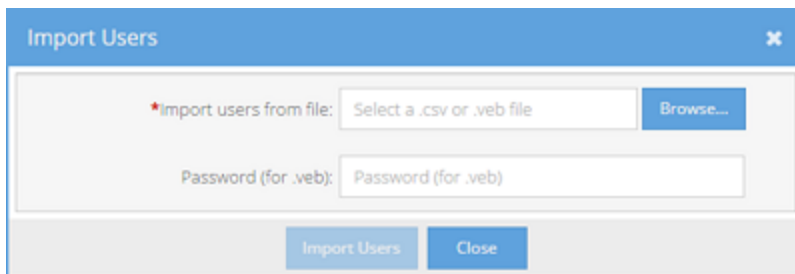 Import Users
*Import users from file: Select a .csv or .veb file Browse...
Password (for .veb): Password (for .veb)
Import Users Close